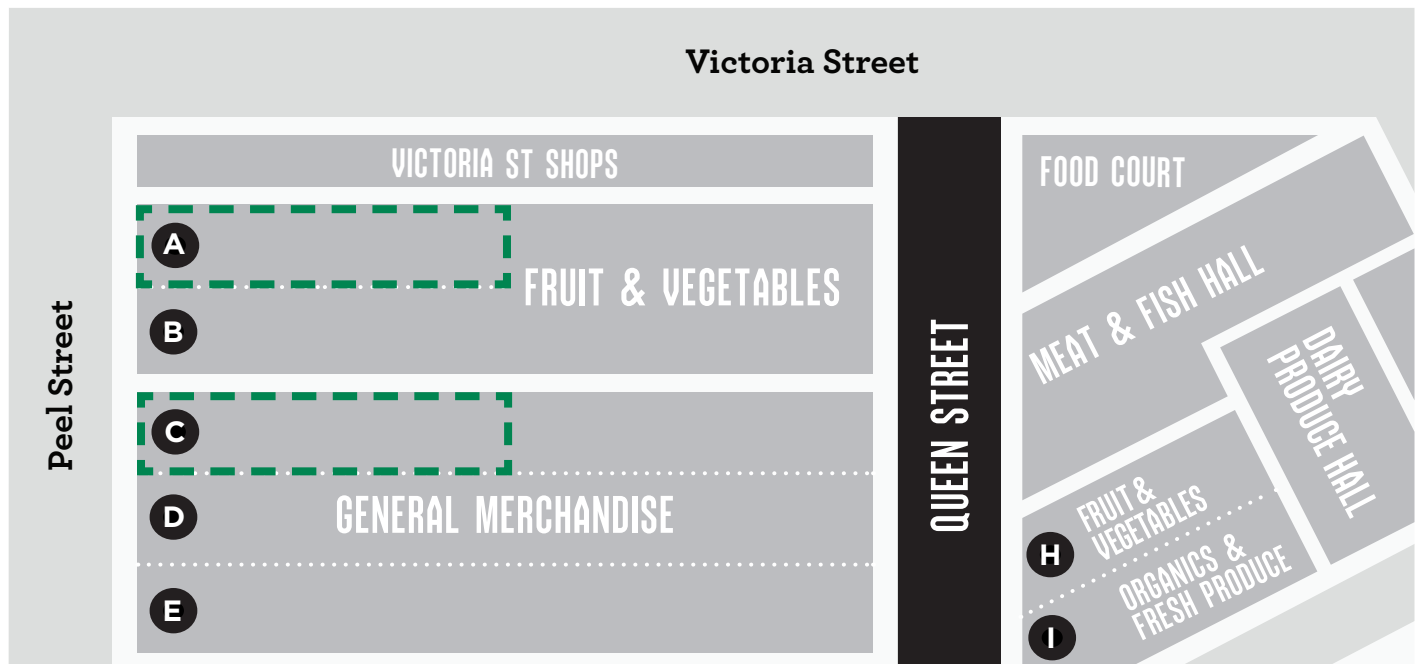 Victoria Street
VICTORIA ST SHOPS
FOOD COURT
A
FRUIT & VEGETABLES
B
MEAT & FISH HALL
DAIRY
PRODUCE HALL
Peel Street
QUEEN STREET
C
D
GENERAL MERCHANDISE
E
H
FRUIT &
VEGETABLES
I
ORGANICS &
FRESH PRODUCE